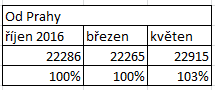 Od Prahy
říjen 2016 březen květen
22286 22265 22915
100% 100% 103%